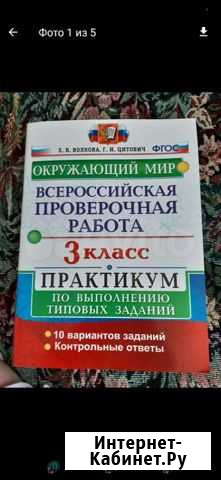 Фото 1 из 5
Е. В. ВОЛКОВА, Г. И. ЦИТОВИЧ
ФГОС
ОКРУЖАЮЩИЙ МИР
ВСЕРОССИЙСКАЯ
ПРОВЕРОЧНАЯ
РАБОТА
3 КЛАСС
ПРАКТИКУМ
ПО ВЫПОЛНЕНИЮ
ТИПОВЫХ ЗАДАНИЙ
• 10 вариантов заданий
• Контрольные ответы
Интернет-
Кабинет.Ру